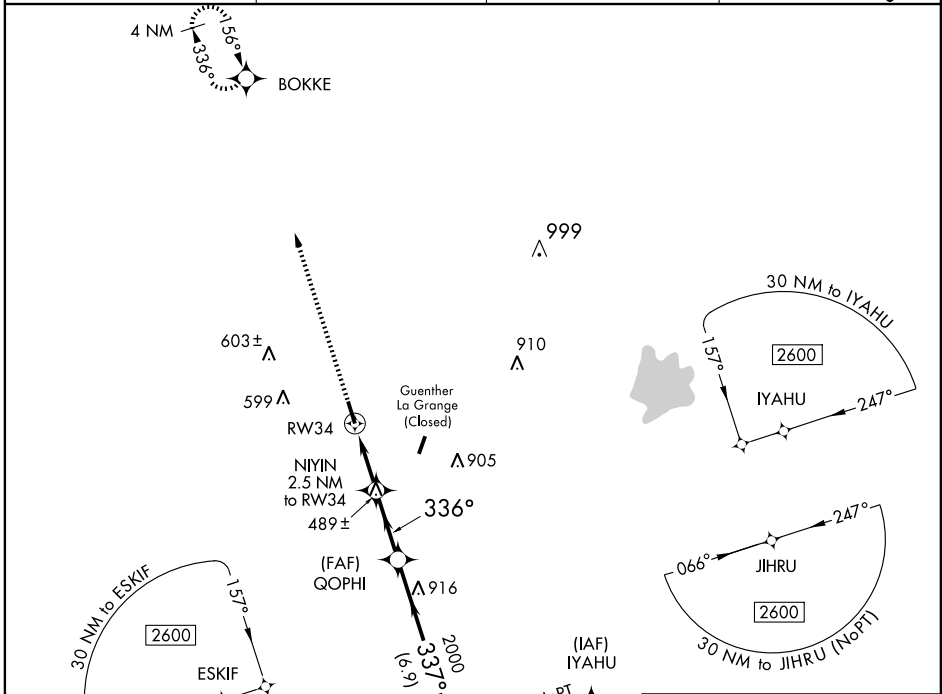 4 NM
156°
336°
BOKKE
999
30 NM to IYAHU
603±
910
157°
2600
599
Guenther
La Grange
(Closed)
IYAHU
247°
RW34
905
NIYIN
2.5 NM
to RW34
489±
336°
247°
066°
JIHRU
(FAF)
QOPHI
916
2600
30 NM to JIHRU (NoPT)
30 NM to ESKIF
157°
2600
2000
337°
(6.9)
(IAF)
IYAHU
ESKIF